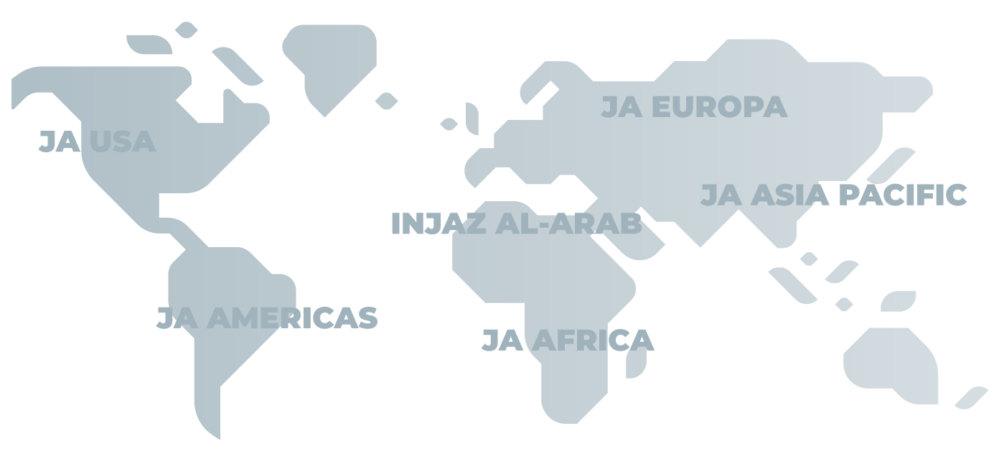 JA EUROPA
JA USA
JA ASIA PACIFIC
INJAZ AL-ARAB
JA AMERICAS
JA AFRICA